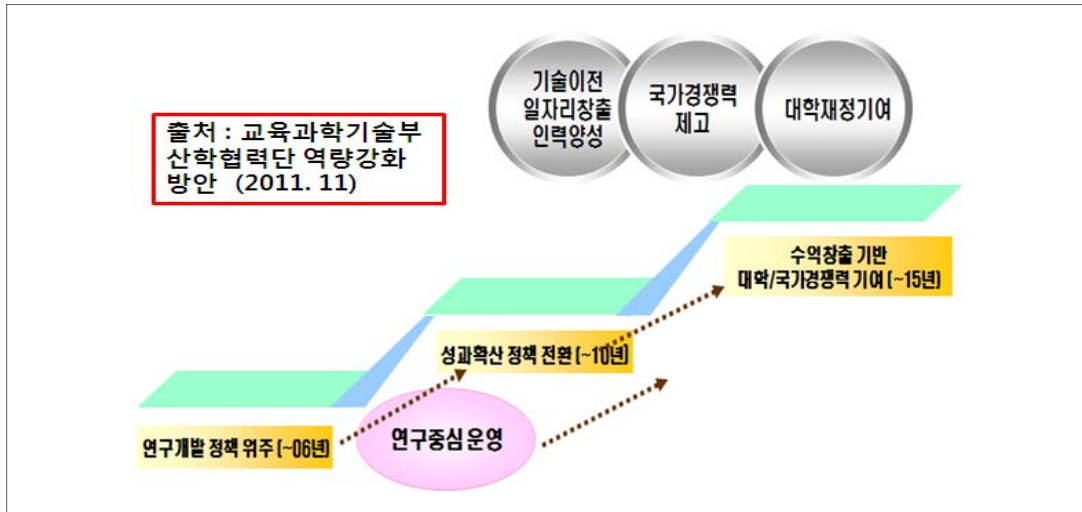 기술이전
일자리창출
인력양성
국가경쟁력
제고
대학재정기여
출처 : 교육과학기술부
산학협력단 역량강화
방안 (2011. 11)
수익창출 기반
대학/국가경쟁력 기여 (~15년)
성과확산 정책 전환 (~10년)
연구개발 정책 위주 (~06년)
연구중심 운영